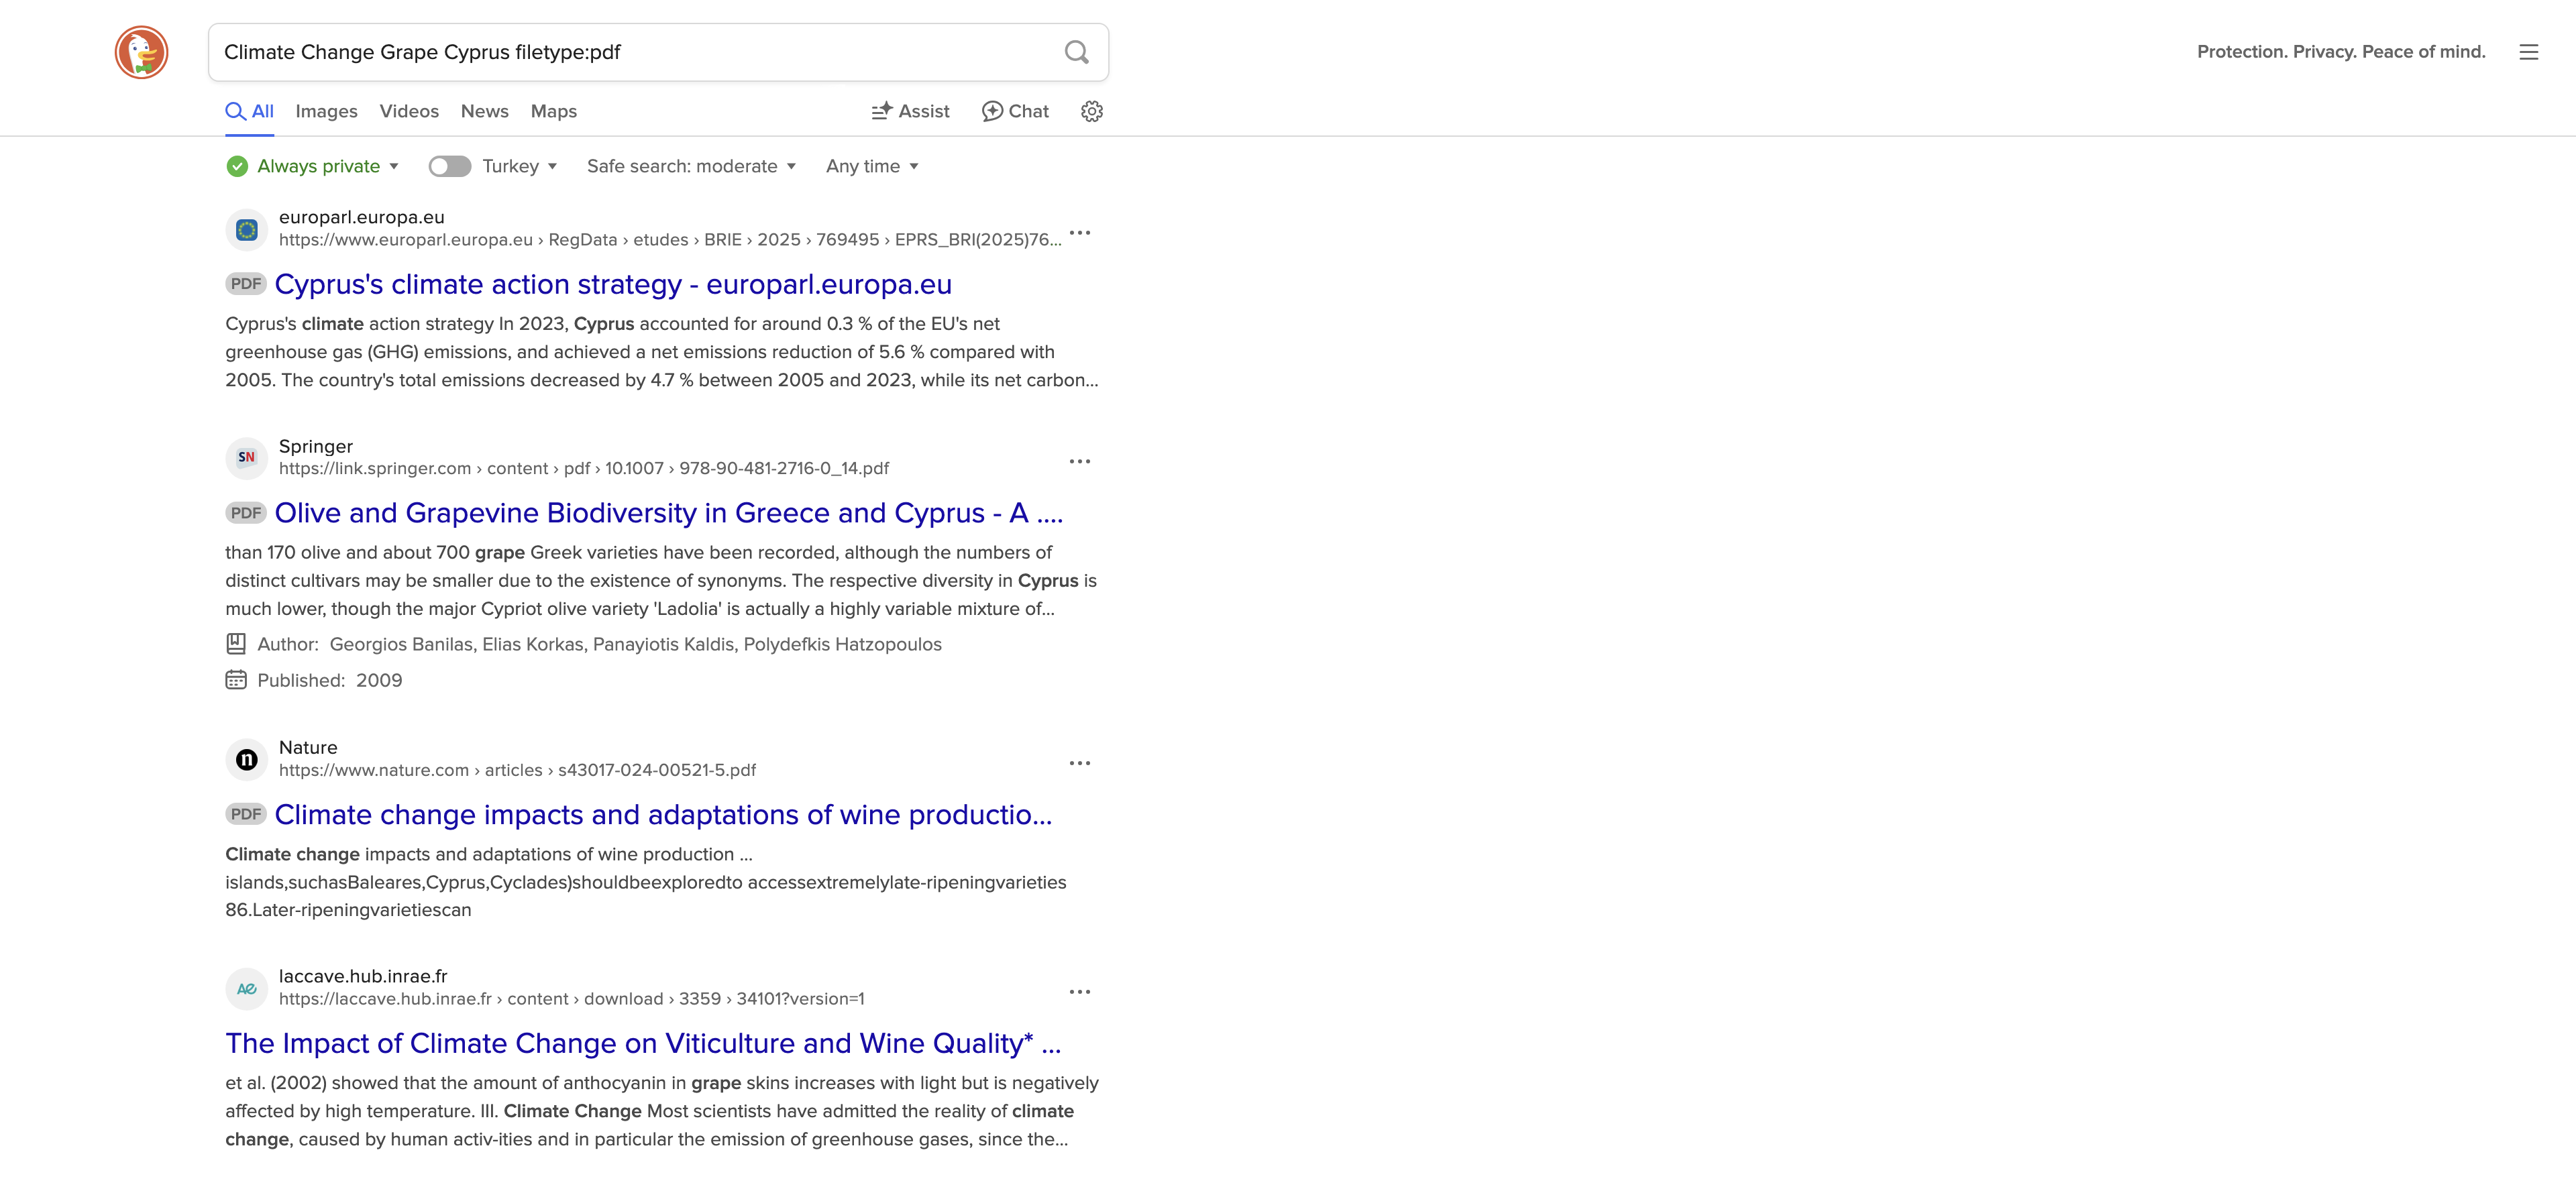 Climate Change Grape Cyprus filetype:pdf
Protection. Privacy. Peace of mind.
All Images Videos News Maps Assist Chat
Always private Turkey Safe search: moderate Any time
europarl.europa.eu
https://www.europarl.europa.eu › RegData › etudes › BRIE › 2025 › 769495 › EPRS_BRI(2025)76...
PDF Cyprus's climate action strategy - europarl.europa.eu
Cyprus's climate action strategy In 2023, Cyprus accounted for around 0.3 % of the EU's net
greenhouse gas (GHG) emissions, and achieved a net emissions reduction of 5.6 % compared with
2005. The country's total emissions decreased by 4.7 % between 2005 and 2023, while its net carbon...
SN
Springer
https://link.springer.com › content › pdf › 10.1007 › 978-90-481-2716-0_14.pdf
PDF Olive and Grapevine Biodiversity in Greece and Cyprus - A ....
than 170 olive and about 700 grape Greek varieties have been recorded, although the numbers of
distinct cultivars may be smaller due to the existence of synonyms. The respective diversity in Cyprus is
much lower, though the major Cypriot olive variety 'Ladolia' is actually a highly variable mixture of...
Author: Georgios Banilas, Elias Korkas, Panayiotis Kaldis, Polydefkis Hatzopoulos
Published: 2009
n
Nature
https://www.nature.com › articles › s43017-024-00521-5.pdf
PDF Climate change impacts and adaptations of wine productio...
Climate change impacts and adaptations of wine production ...
islands,suchasBaleares,Cyprus,Cyclades)shouldbeexploredto accessextremelylate-ripeningvarieties
86.Later-ripeningvarietiescan
Ae
laccave.hub.inrae.fr
https://laccave.hub.inrae.fr › content › download › 3359 › 34101?version=1
The Impact of Climate Change on Viticulture and Wine Quality* ...
et al. (2002) showed that the amount of anthocyanin in grape skins increases with light but is negatively
affected by high temperature. III. Climate Change Most scientists have admitted the reality of climate
change, caused by human activ-ities and in particular the emission of greenhouse gases, since the...